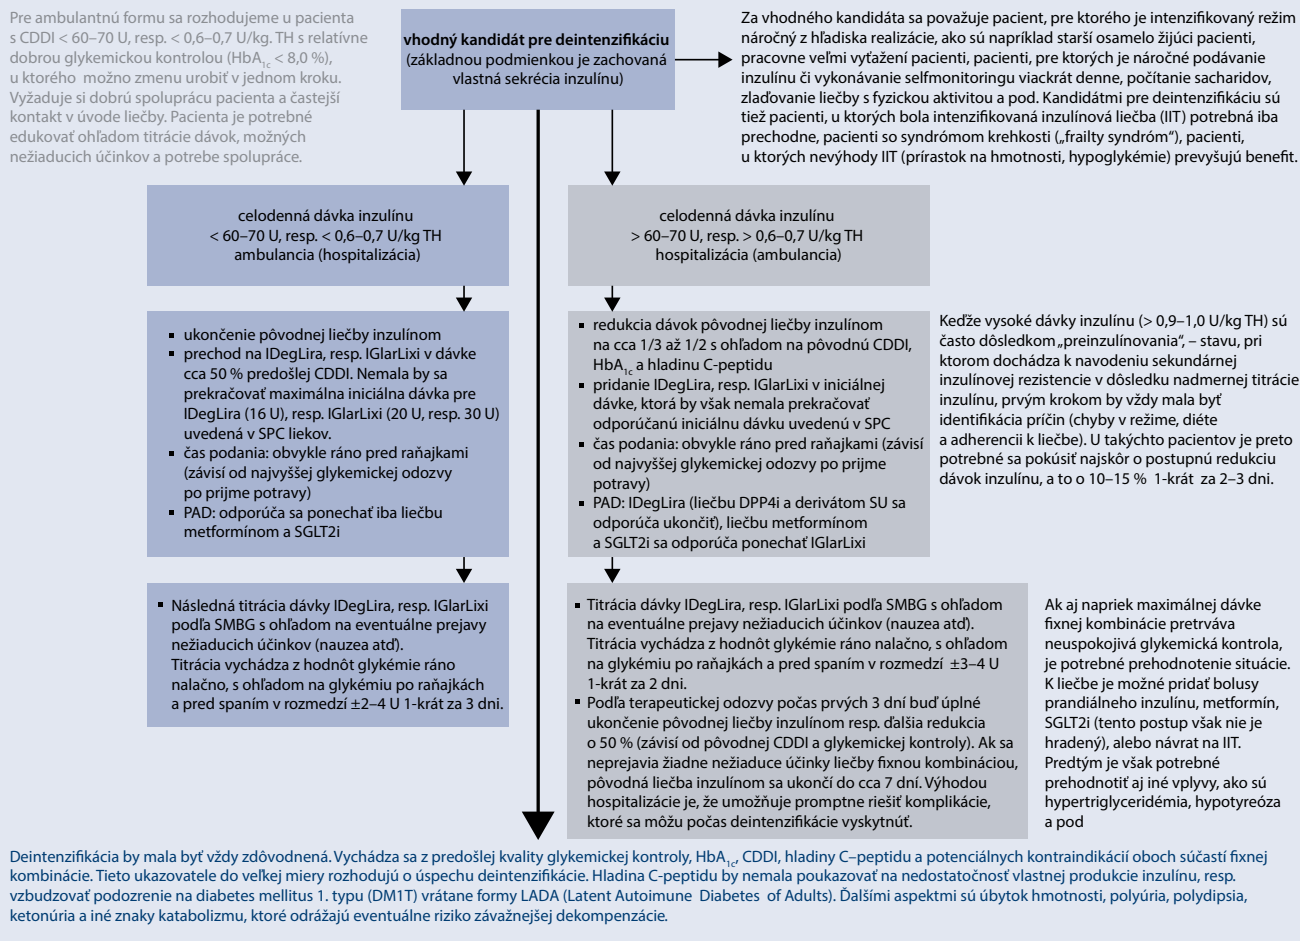 Pre ambulantnú formu sa rozhodujeme u pacienta
s CDDI < 60–70 U, resp. < 0,6–0,7 U/kg. TH s relatívne
dobrou glykemickou kontrolou (HbA1c < 8,0 %),
u ktorého možno zmenu urobiť v jednom kroku.
Vyžaduje si dobrú spoluprácu pacienta a častejší
kontakt v úvode liečby. Pacienta je potrebné
edukovať ohľadom titrácie dávok, možných
nežiaducich účinkov a potrebe spolupráce.
vhodný kandidát pre deintenzifikáciu
(základnou podmienkou je zachovaná
vlastná sekrécia inzulínu)
Za vhodného kandidáta sa považuje pacient, pre ktorého je intenzifikovaný režim
náročný z hľadiska realizácie, ako sú napríklad starší osamelo žijúci pacienti,
pracovne veľmi vyťažení pacienti, pacienti, pre ktorých je náročné podávanie
inzulínu či vykonávanie selfmonitoringu viackrát denne, počítanie sacharidov,
zlaďovanie liečby s fyzickou aktivitou a pod. Kandidátmi pre deintenzifikáciu sú
tiež pacienti, u ktorých bola intenzifikovaná inzulínová liečba (IIT) potrebná iba
prechodne, pacienti so syndrómom krehkosti („frailty syndróm“), pacienti,
u ktorých nevýhody IIT (prírastok na hmotnosti, hypoglykémie) prevyšujú benefit.
celodenná dávka inzulínu
< 60–70 U, resp. < 0,6–0,7 U/kg TH
ambulancia (hospitalizácia)
celodenná dávka inzulínu
> 60–70 U, resp. > 0,6–0,7 U/kg TH
hospitalizácia (ambulancia)
▪ ukončenie pôvodnej liečby inzulínom
▪ prechod na IDegLira, resp. IGlarLixi v dávke
cca 50 % predošlej CDDI. Nemala by sa
prekračovať maximálna iniciálna dávka pre
IDegLira (16 U), resp. IGlarLixi (20 U, resp. 30 U)
uvedená v SPC liekov.
▪ čas podania: obvykle ráno pred raňajkami
(závisí od najvyššej glykemickej odozvy
po prijme potravy)
▪ PAD: odporúča sa ponechať iba liečbu
metformínom a SGLT2i
▪ redukcia dávok pôvodnej liečby inzulínom
na cca 1/3 až 1/2 s ohľadom na pôvodnú CDDI,
HbA1c a hladinu C-peptidu
▪ pridanie IDegLira, resp. IGlarLixi v iniciálnej
dávke, ktorá by však nemala prekračovať
odporúčanú iniciálnu dávku uvedenú v SPC
▪ čas podania: obvykle ráno pred raňajkami (závisí
od najvyššej glykemickej odozvy po prijme
potravy)
▪ PAD: IDegLira (liečbu DPP4i a derivátom SU sa
odporúča ukončiť), liečbu metformínom
a SGLT2i sa odporúča ponechať IGlarLixi
Keďže vysoké dávky inzulínu (> 0,9–1,0 U/kg TH) sú
často dôsledkom „preinzulínovania“, – stavu, pri
ktorom dochádza k navodeniu sekundárnej
inzulínovej rezistencie v dôsledku nadmernej titrácie
inzulínu, prvým krokom by vždy mala byť
identifikácia príčin (chyby v režime, diéte
a adherencii k liečbe). U takýchto pacientov je preto
potrebné sa pokúsiť najskôr o postupnú redukciu
dávok inzulínu, a to o 10–15 % 1-krát za 2–3 dni.
▪ Následná titrácia dávky IDegLira, resp. IGlarLixi
podľa SMBG s ohľadom na eventuálne prejavy
nežiaducich účinkov (nauzea atď).
Titrácia vychádza z hodnôt glykémie ráno
nalačno, s ohľadom na glykémiu po raňajkách
a pred spaním v rozmedzí ±2–4 U 1-krát za 3 dni.
▪ Titrácia dávky IDegLira, resp. IGlarLixi podľa SMBG s ohľadom
na eventuálne prejavy nežiaducich účinkov (nauzea atď).
Titrácia vychádza z hodnôt glykémie ráno nalačno, s ohľadom
na glykémiu po raňajkách a pred spaním v rozmedzí ±3–4 U
1-krát za 2 dni.
▪ Podľa terapeutickej odozvy počas prvých 3 dní buď úplné
ukončenie pôvodnej liečby inzulínom resp. ďalšia redukcia
o 50 % (závisí od pôvodnej CDDI a glykemickej kontroly). Ak sa
neprejavia žiadne nežiaduce účinky liečby fixnou kombináciou,
pôvodná liečba inzulínom sa ukončí do cca 7 dní. Výhodou
hospitalizácie je, že umožňuje promptne riešiť komplikácie,
ktoré sa môžu počas deintenzifikácie vyskytnúť.
Ak aj napriek maximálnej dávke
fixnej kombinácie pretrváva
neuspokojivá glykemická kontrola,
je potrebné prehodnotenie situácie.
K liečbe je možné pridať bolusy
prandiálneho inzulínu, metformín,
SGLT2i (tento postup však nie je
hradený), alebo návrat na IIT.
Predtým je však potrebné
prehodnotiť aj iné vplyvy, ako sú
hypertriglyceridémia, hypotyreóza
a pod
Deintenzifikácia by mala byť vždy zdôvodnená. Vychádza sa z predošlej kvality glykemickej kontroly, HbA1c, CDDI, hladiny C–peptidu a potenciálnych kontraindikácií oboch súčastí fixnej
kombinácie. Tieto ukazovatele do veľkej miery rozhodujú o úspechu deintenzifikácie. Hladina C-peptidu by nemala poukazovať na nedostatočnosť vlastnej produkcie inzulínu, resp.
vzbudzovať podozrenie na diabetes mellitus 1. typu (DM1T) vrátane formy LADA (Latent Autoimune Diabetes of Adults). Ďalšími aspektmi sú úbytok hmotnosti, polyúria, polydipsia,
ketonúria a iné znaky katabolizmu, ktoré odrážajú eventuálne riziko závažnejšej dekompenzácie.